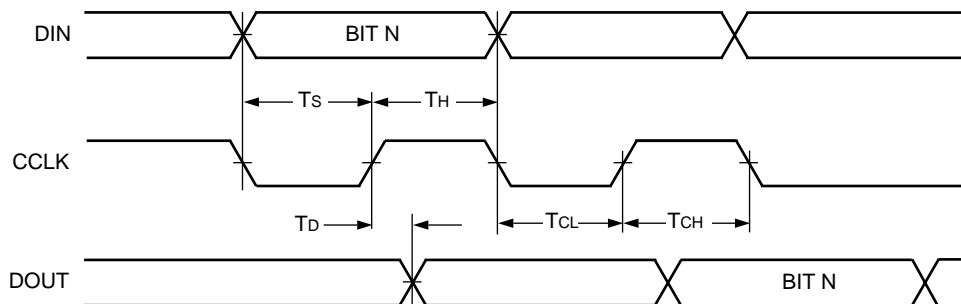 DIN
BIT N
TS
TH
CCLK
TD
TCL
TCH
DOUT
BIT N